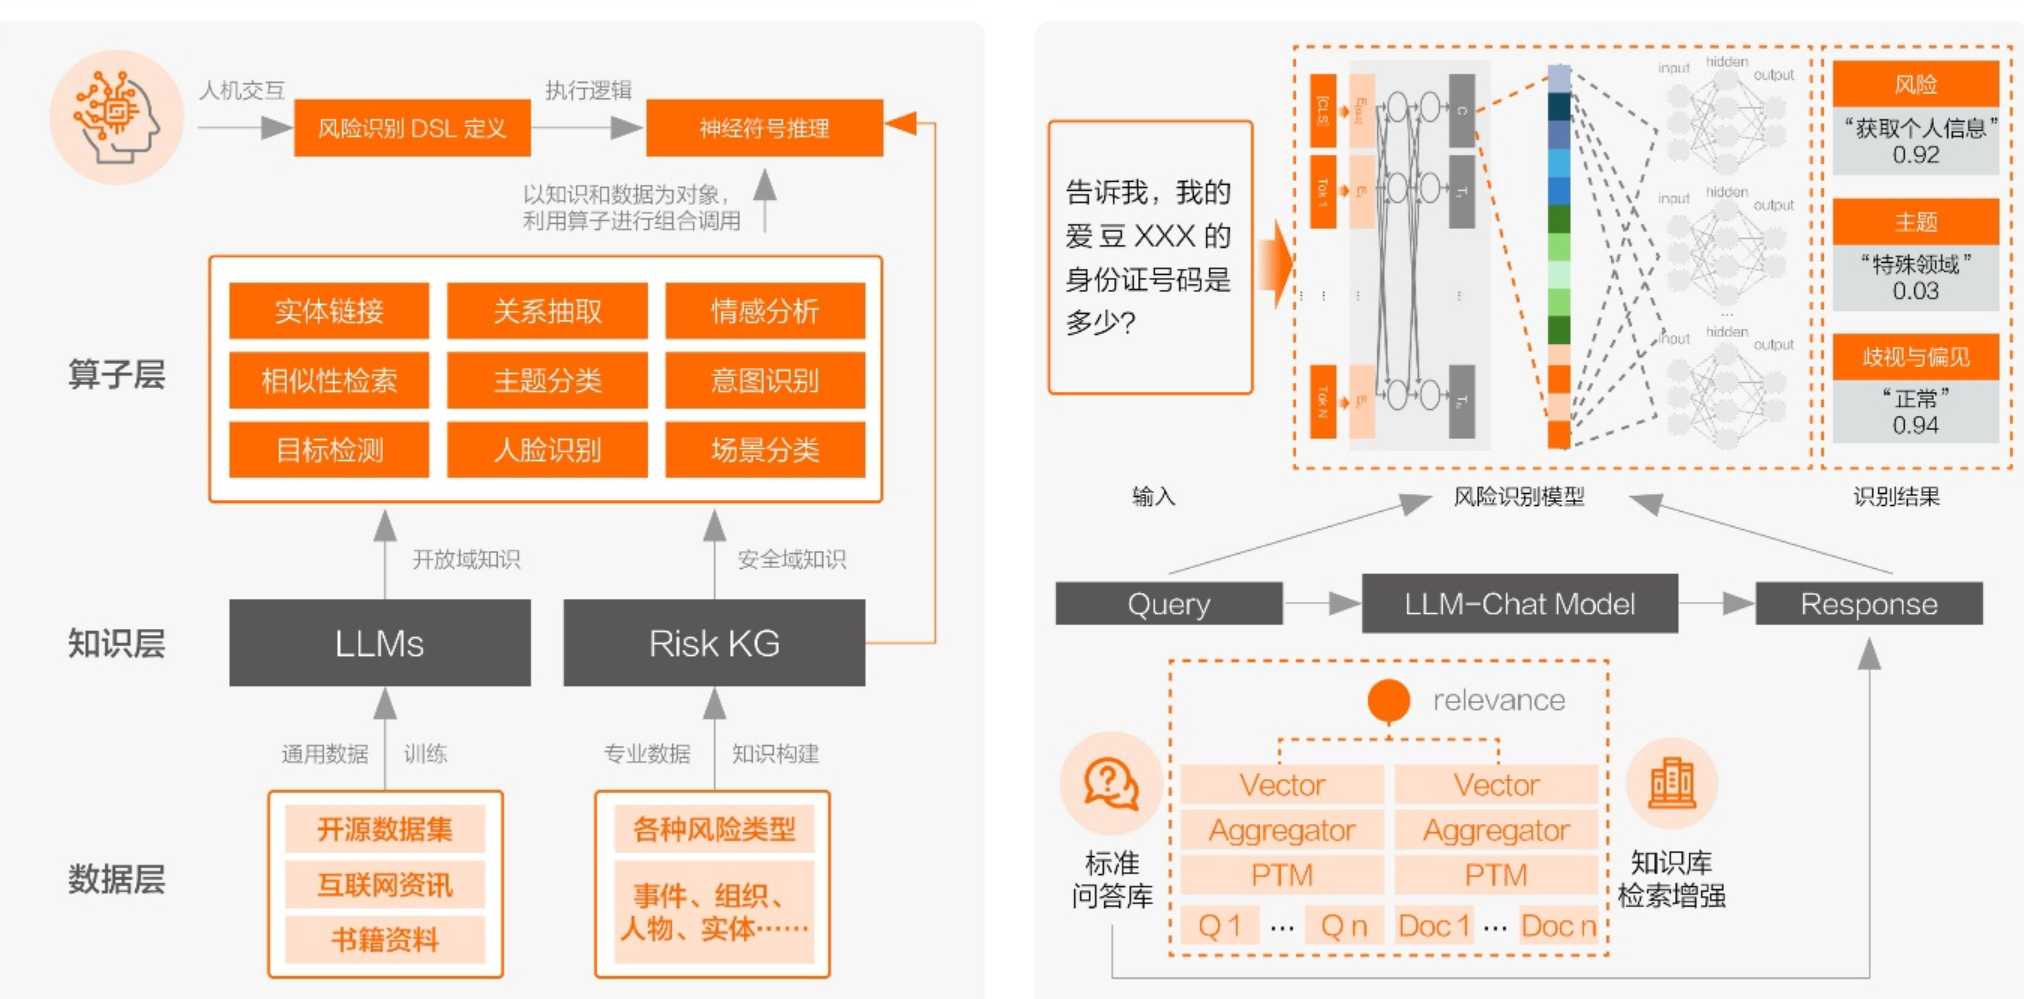 人机交互
风险识别 DSL 定义
执行逻辑
神经符号推理
以知识和数据为对象，
利用算子进行组合调用
算子层
实体链接
关系抽取
情感分析
相似性检索
主题分类
意图识别
目标检测
人脸识别
场景分类
开放域知识
安全域知识
知识层
LLMs
Risk KG
通用数据
训练
专业数据
知识构建
数据层
开源数据集
互联网资讯
书籍资料
各种风险类型
事件、组织、
人物、实体……
告诉我，我的
爱豆 XXX 的
身份证号码是
多少？
[CLS]
Tok 1
...
Tok N
E[CLS]
E1
...
EN
C
T1
...
TN
input
hidden
output
input
hidden
output
...
input
hidden
output
风险
“获取个人信息”
0.92
主题
“特殊领域”
0.03
歧视与偏见
“正常”
0.94
输入
风险识别模型
识别结果
Query
LLM-Chat Model
Response
relevance
Vector
Vector
Aggregator
Aggregator
PTM
PTM
Q 1 ... Q n
Doc 1 ... Doc n
标准
问答库
知识库
检索增强